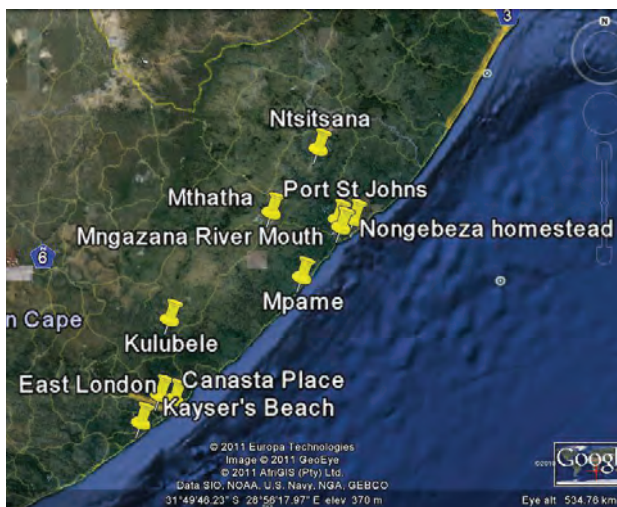 3
N
Ntsitsana
Mthatha
Port St Johns
Mngazana River Mouth
Nongebeza homestead
6
Mpame
n Cape
Kulubele
East London
Canasta Place
Kayser's Beach
© 2011 Europa Technologies
Image © 2011 GeoEye
© 2011 AfriGIS (Pty) Ltd.
Data SIO, NOAA, U.S. Navy, NGA, GEBCO
Googl
31°49'46.23" S 28°56'17.97" E elev 370 m
Eye alt 534.76 km